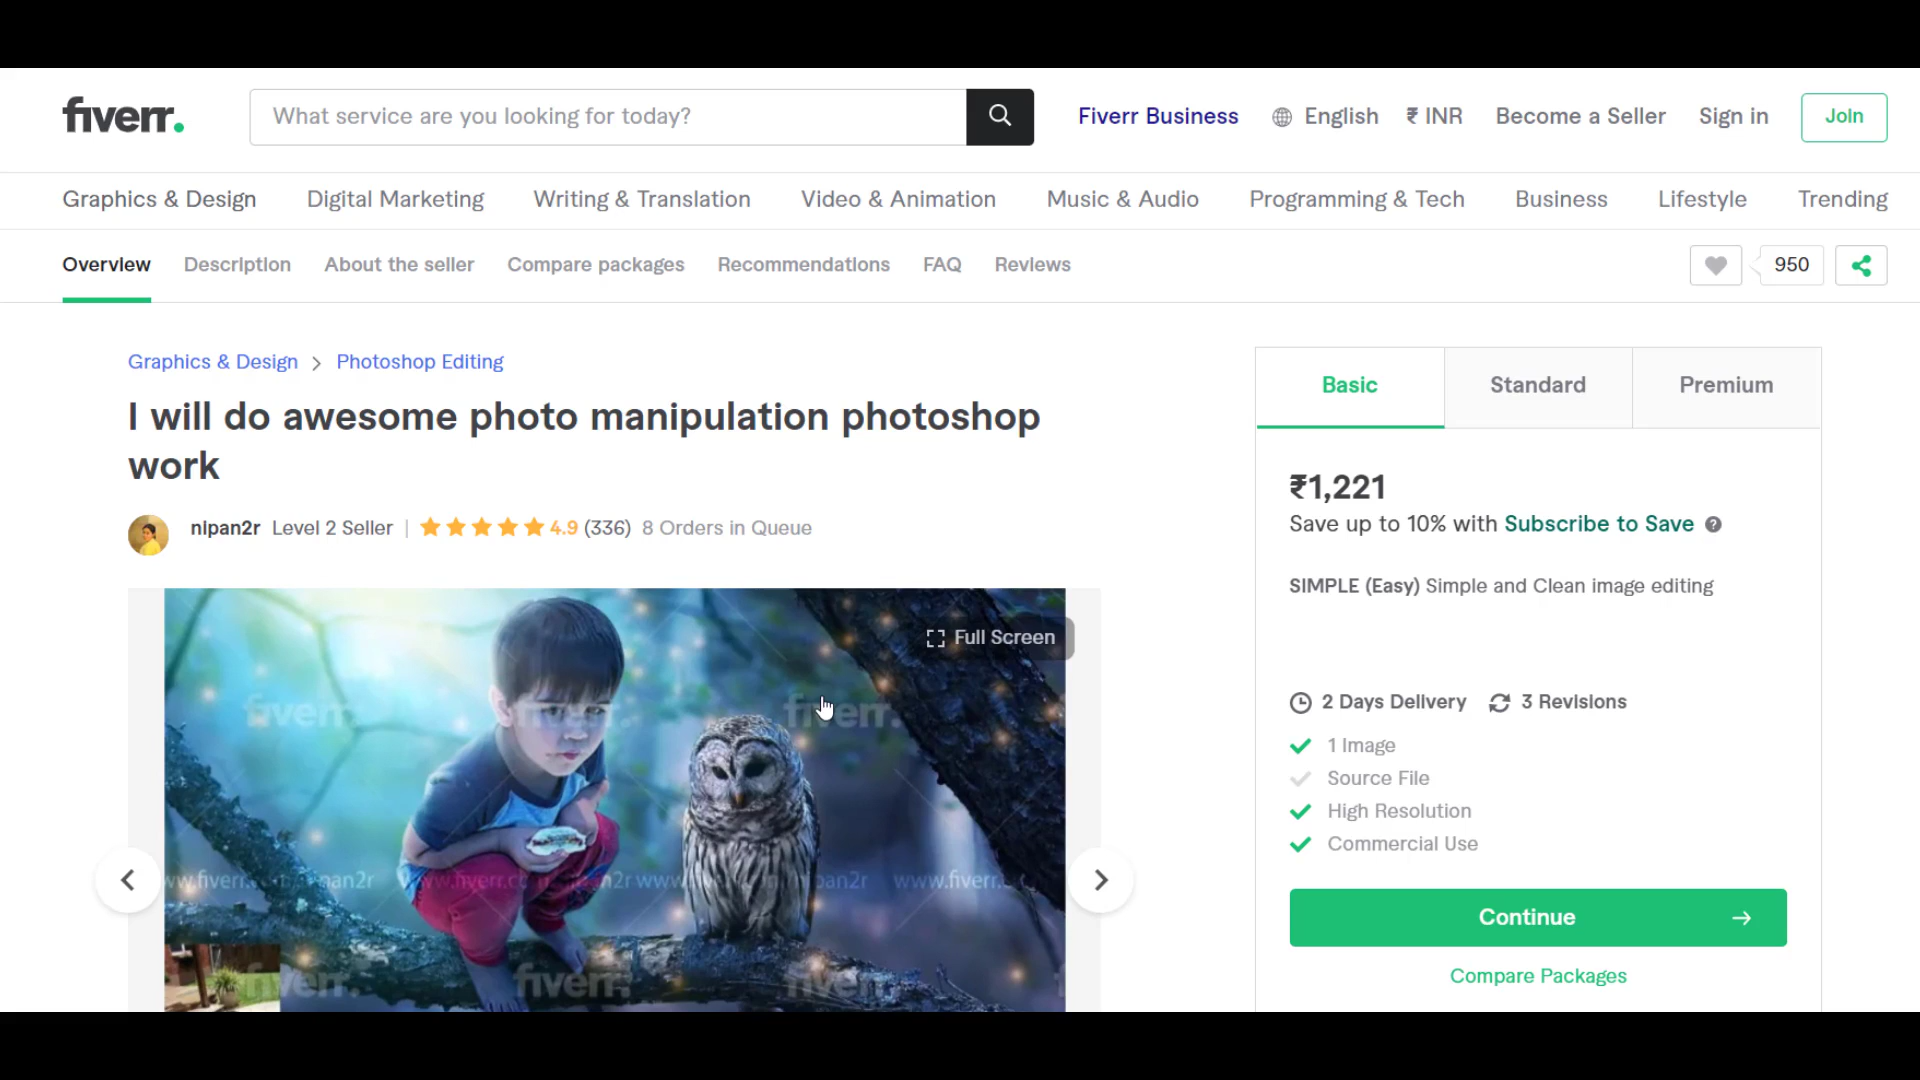 fiverr.
What service are you looking for today?
Fiverr Business
English
₹ INR
Become a Seller
Sign in
Join
Graphics & Design
Digital Marketing
Writing & Translation
Video & Animation
Music & Audio
Programming & Tech
Business
Lifestyle
Trending
Overview
Description
About the seller
Compare packages
Recommendations
FAQ
Reviews
950
Graphics & Design > Photoshop Editing
I will do awesome photo manipulation photoshop
work
nipan2r Level 2 Seller | 4.9 (336) 8 Orders in Queue
Full Screen
fiverr.
www.fiverr.
fiverr.
Basic
Standard
Premium
₹1,221
Save up to 10% with Subscribe to Save ?
SIMPLE (Easy) Simple and Clean image editing
2 Days Delivery
3 Revisions
1 Image
Source File
High Resolution
Commercial Use
Continue
Compare Packages